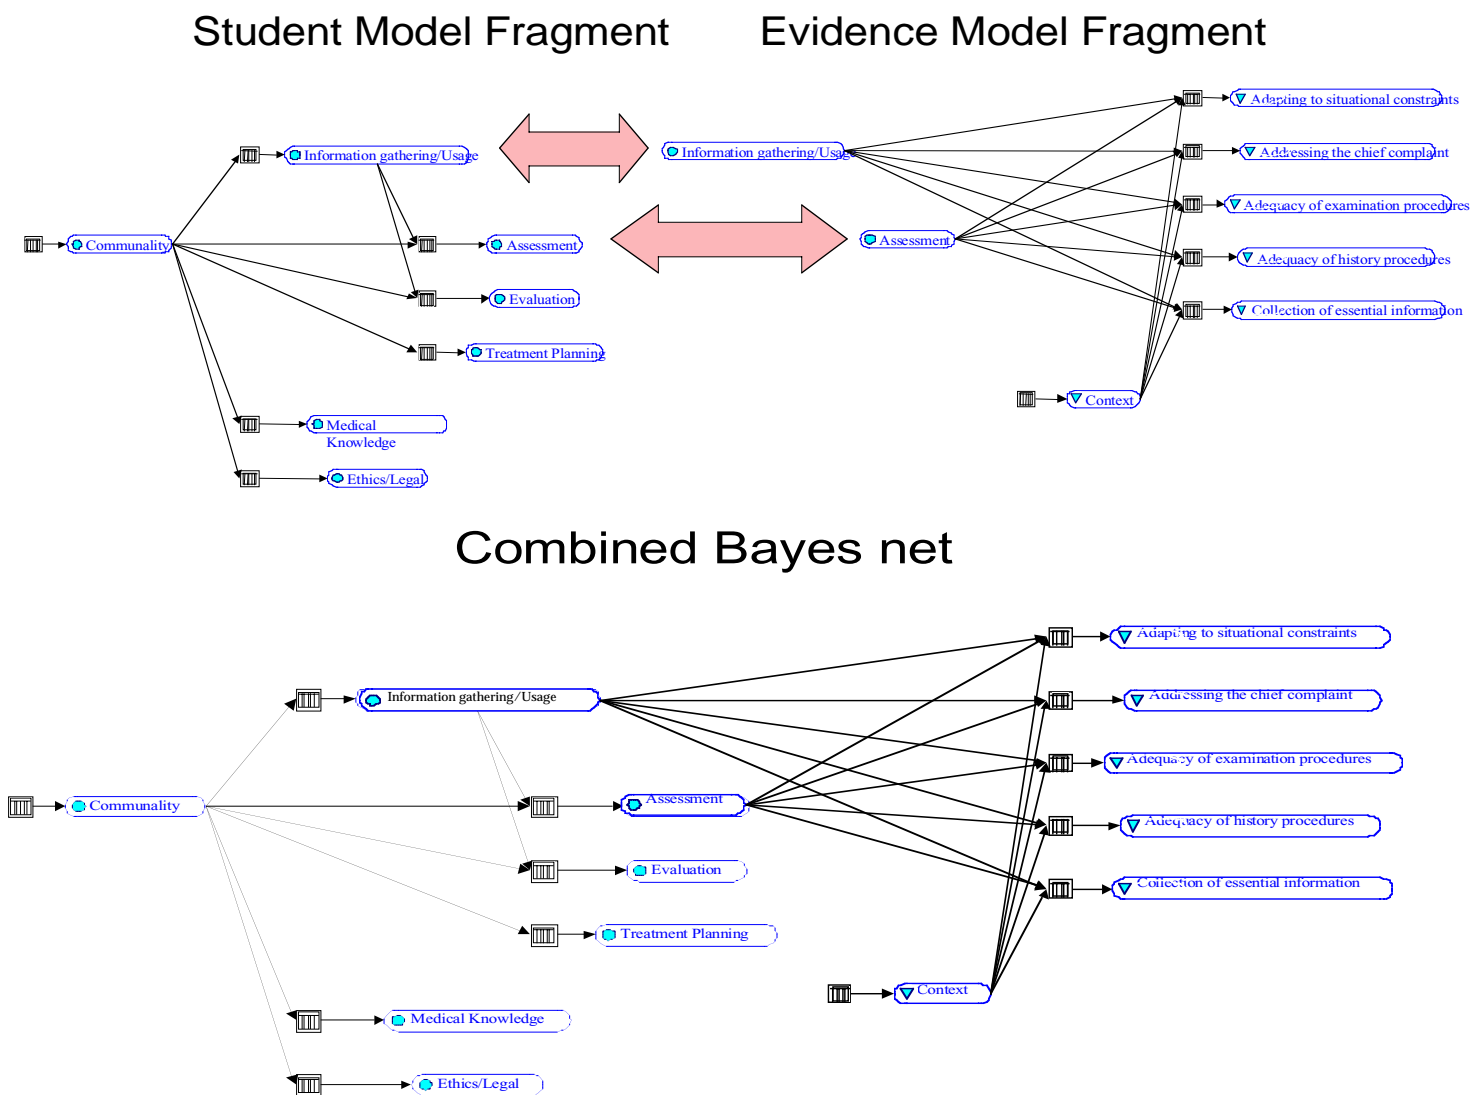 Student Model Fragment
Evidence Model Fragment
Information gathering/Usage
Communality
Assessment
Evaluation
Treatment Planning
Medical
Knowledge
Ethics/Legal
Information gathering/Usage
Assessment
Context
Adapting to situational constraints
Addressing the chief complaint
Adequacy of examination procedures
Adequacy of history procedures
Collection of essential information
Combined Bayes net
Information gathering/Usage
Communality
Assessment
Evaluation
Treatment Planning
Medical Knowledge
Ethics/Legal
Context
Adapting to situational constraints
Addressing the chief complaint
Adequacy of examination procedures
Adequacy of history procedures
Collection of essential information